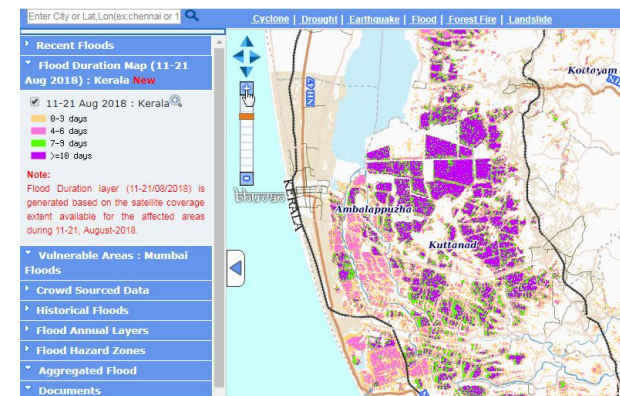 Enter City or Lat,Lon(ex:chennai or 1
Cyclone | Drought | Earthquake | Flood | Forest Fire | Landslide
Recent Floods
Flood Duration Map (11-21
Aug 2018) : Kerala New
11-21 Aug 2018 : Kerala
0-3 days
4-6 days
7-9 days
>=10 days
Note:
Flood Duration layer (11-21/08/2018) is
generated based on the satellite coverage
extent available for the affected areas
during 11-21, August-2018.
Vulnerable Areas : Mumbai
Floods
Crowd Sourced Data
Historical Floods
Flood Annual Layers
Flood Hazard Zones
Aggregated Flood
Documents
NH47
Kottayam
bhuvan
KERALA
Ambalappuzha
Kuttanad